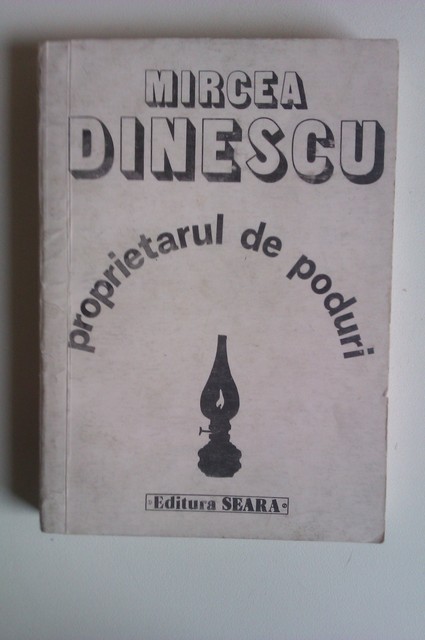 MIRCEA
DINESCU
proprietarul de poduri
Editura SEARA